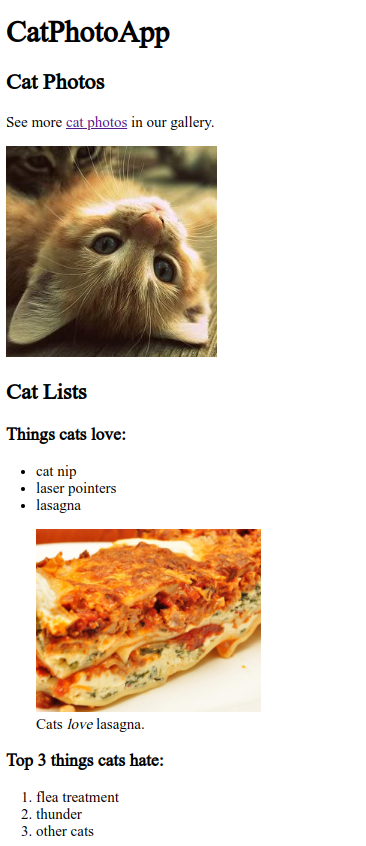 CatPhotoApp
Cat Photos
See more cat photos in our gallery.
Cat Lists
Things cats love:
• cat nip
• laser pointers
• lasagna
Cats love lasagna.
Top 3 things cats hate:
1. flea treatment
2. thunder
3. other cats